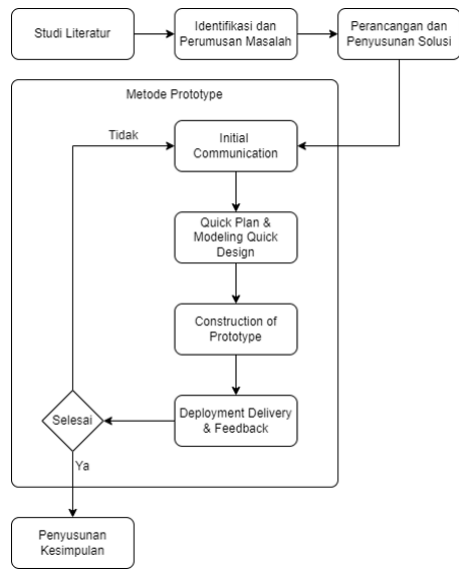 Studi Literatur
Identifikasi dan
Perumusan Masalah
Perancangan dan
Penyusunan Solusi
Metode Prototype
Tidak
Initial
Communication
Quick Plan &
Modeling Quick
Design
Construction of
Prototype
Deployment Delivery
& Feedback
Selesai
Ya
Penyusunan
Kesimpulan